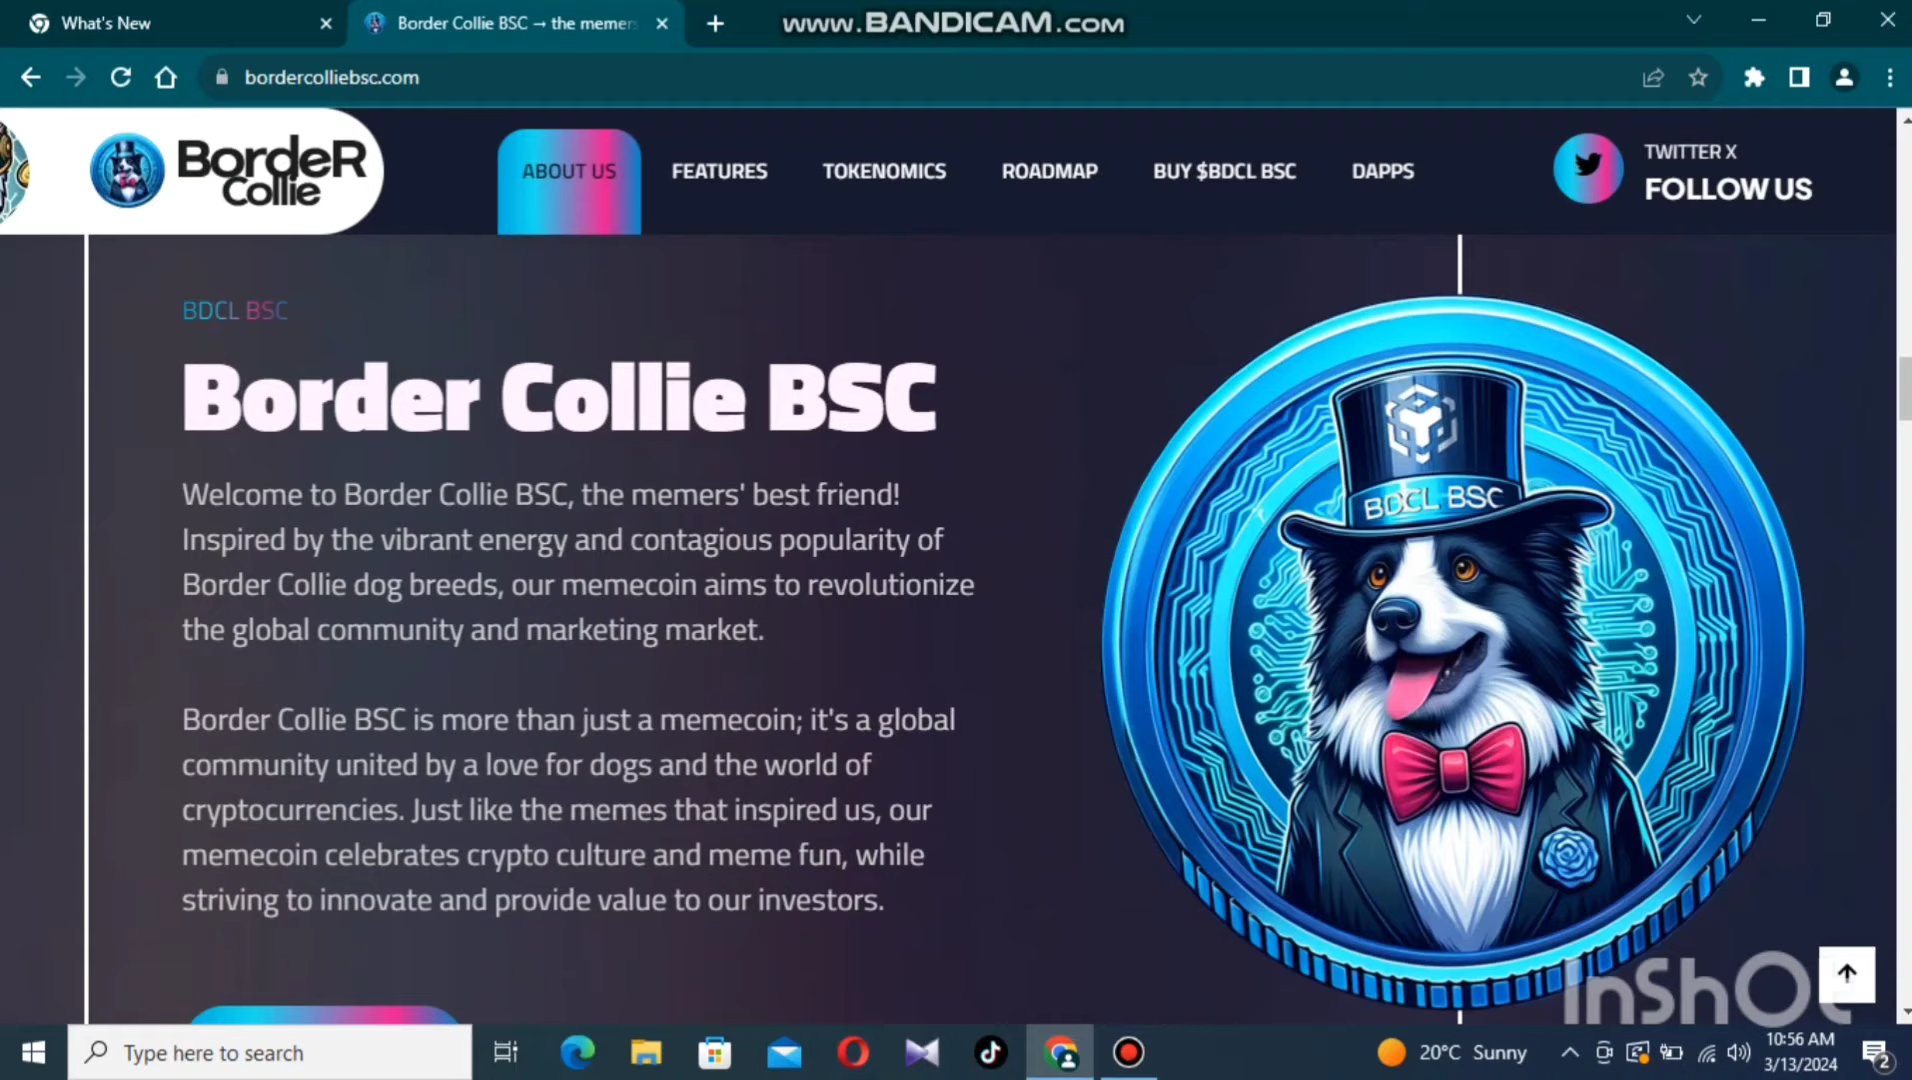 What's New
Border Collie BSC → the memers
www.BANDICAM.com
bordercolliebsc.com
BordeR
Collie
ABOUT US
FEATURES
TOKENOMICS
ROADMAP
BUY $BDCL BSC
DAPPS
TWITTER X
FOLLOW US
BDCL BSC
Border Collie BSC
Welcome to Border Collie BSC, the memers' best friend!
Inspired by the vibrant energy and contagious popularity of
Border Collie dog breeds, our memecoin aims to revolutionize
the global community and marketing market.
Border Collie BSC is more than just a memecoin; it's a global
community united by a love for dogs and the world of
cryptocurrencies. Just like the memes that inspired us, our
memecoin celebrates crypto culture and meme fun, while
striving to innovate and provide value to our investors.
BDCL BSC
InShOt
Type here to search
20°C Sunny
10:56 AM
3/13/2024
2